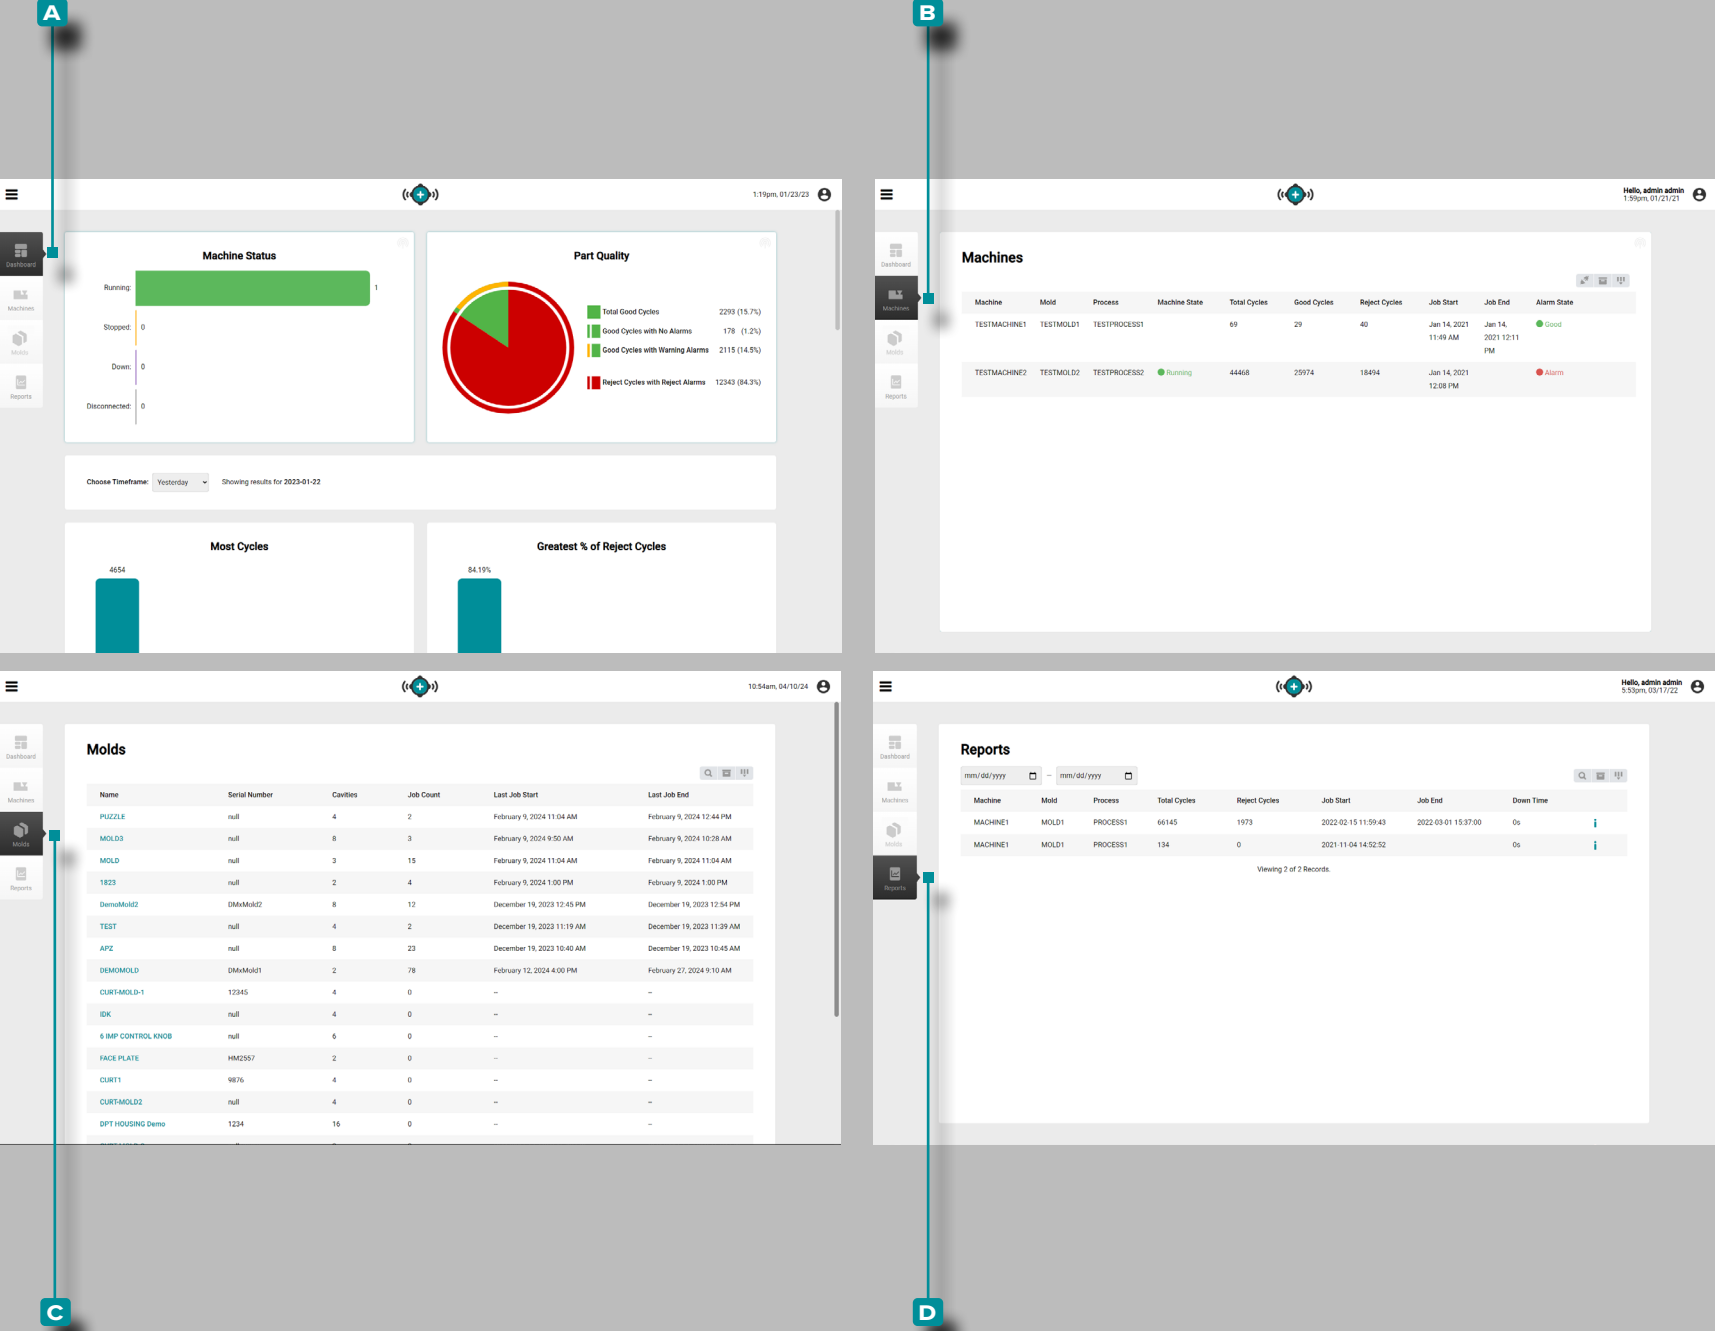 A
B
1:19pm, 01/23/23
Dashboard
Machines
Molds
Reports
Machine Status
Running: 1
Stopped: 0
Down: 0
Disconnected: 0
Part Quality
Total Good Cycles 2293 (15.7%)
Good Cycles with No Alarms 178 (1.2%)
Good Cycles with Warning Alarms 2115 (14.5%)
Reject Cycles with Reject Alarms 12343 (84.3%)
Choose Timeframe: Yesterday Showing results for 2023-01-22
Most Cycles
4654
Greatest % of Reject Cycles
84.19%
Hello, admin admin
1:59pm, 01/21/21
Dashboard
Machines
Molds
Reports
Machines
Machine Mold Process Machine State Total Cycles Good Cycles Reject Cycles Job Start Job End Alarm State
TESTMACHINE1 TESTMOLD1 TESTPROCESS1 69 29 40 Jan 14, 2021 Jan 14, Good
11:49 AM 2021 12:11
PM
TESTMACHINE2 TESTMOLD2 TESTPROCESS2 Running 44468 25974 18494 Jan 14, 2021 Alarm
12:08 PM
10:54am, 04/10/24
Dashboard
Machines
Molds
Reports
Molds
Name Serial Number Cavities Job Count Last Job Start Last Job End
PUZZLE null 4 2 February 9, 2024 11:04 AM February 9, 2024 12:44 PM
MOLD3 null 8 3 February 9, 2024 9:50 AM February 9, 2024 10:28 AM
MOLD null 3 15 February 9, 2024 11:04 AM February 9, 2024 11:04 AM
1823 null 2 4 February 9, 2024 1:00 PM February 9, 2024 1:00 PM
DemoMold2 DMxMold2 8 12 December 19, 2023 12:45 PM December 19, 2023 12:54 PM
TEST null 4 2 December 19, 2023 11:19 AM December 19, 2023 11:39 AM
APZ null 8 23 December 19, 2023 10:40 AM December 19, 2023 10:45 AM
DEMOMOLD DMxMold1 2 78 February 12, 2024 4:00 PM February 27, 2024 9:10 AM
CURT-MOLD-1 12345 4 0 -- --
IDK null 4 0 -- --
6 IMP CONTROL KNOB null 6 0 -- --
FACE PLATE HM2557 2 0 -- --
CURT1 9876 4 0 -- --
CURT-MOLD2 null 4 0 -- --
DPT HOUSING Demo 1234 16 0 -- --
Hello, admin admin
5:53pm, 03/17/22
Dashboard
Machines
Molds
Reports
Reports
mm/dd/yyyy – mm/dd/yyyy
Machine Mold Process Total Cycles Reject Cycles Job Start Job End Down Time
MACHINE1 MOLD1 PROCESS1 66145 1973 2022-02-15 11:59:43 2022-03-01 15:37:00 0s i
MACHINE1 MOLD1 PROCESS1 134 0 2021-11-04 14:52:52 0s i
Viewing 2 of 2 Records.
C
D